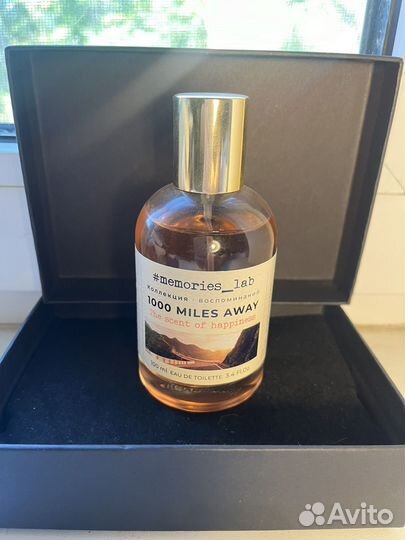 #memories_lab
Коллекция · воспоминаний
1000 MILES AWAY
The scent of happiness
100 ml EAU DE TOILETTE 3.4 FL.Oz
Avito